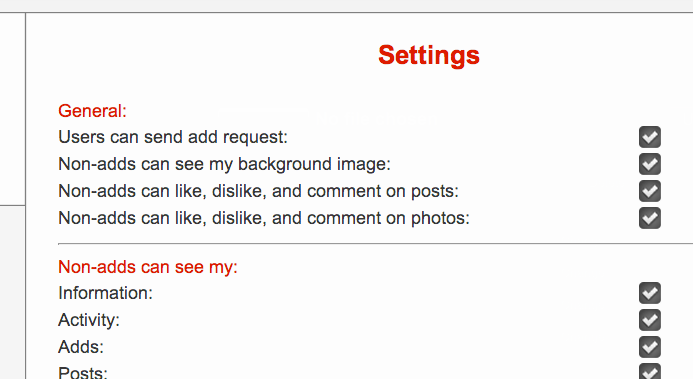 Settings
General:
Users can send add request:
Non-adds can see my background image:
Non-adds can like, dislike, and comment on posts:
Non-adds can like, dislike, and comment on photos:
Non-adds can see my:
Information:
Activity:
Adds:
Posts: